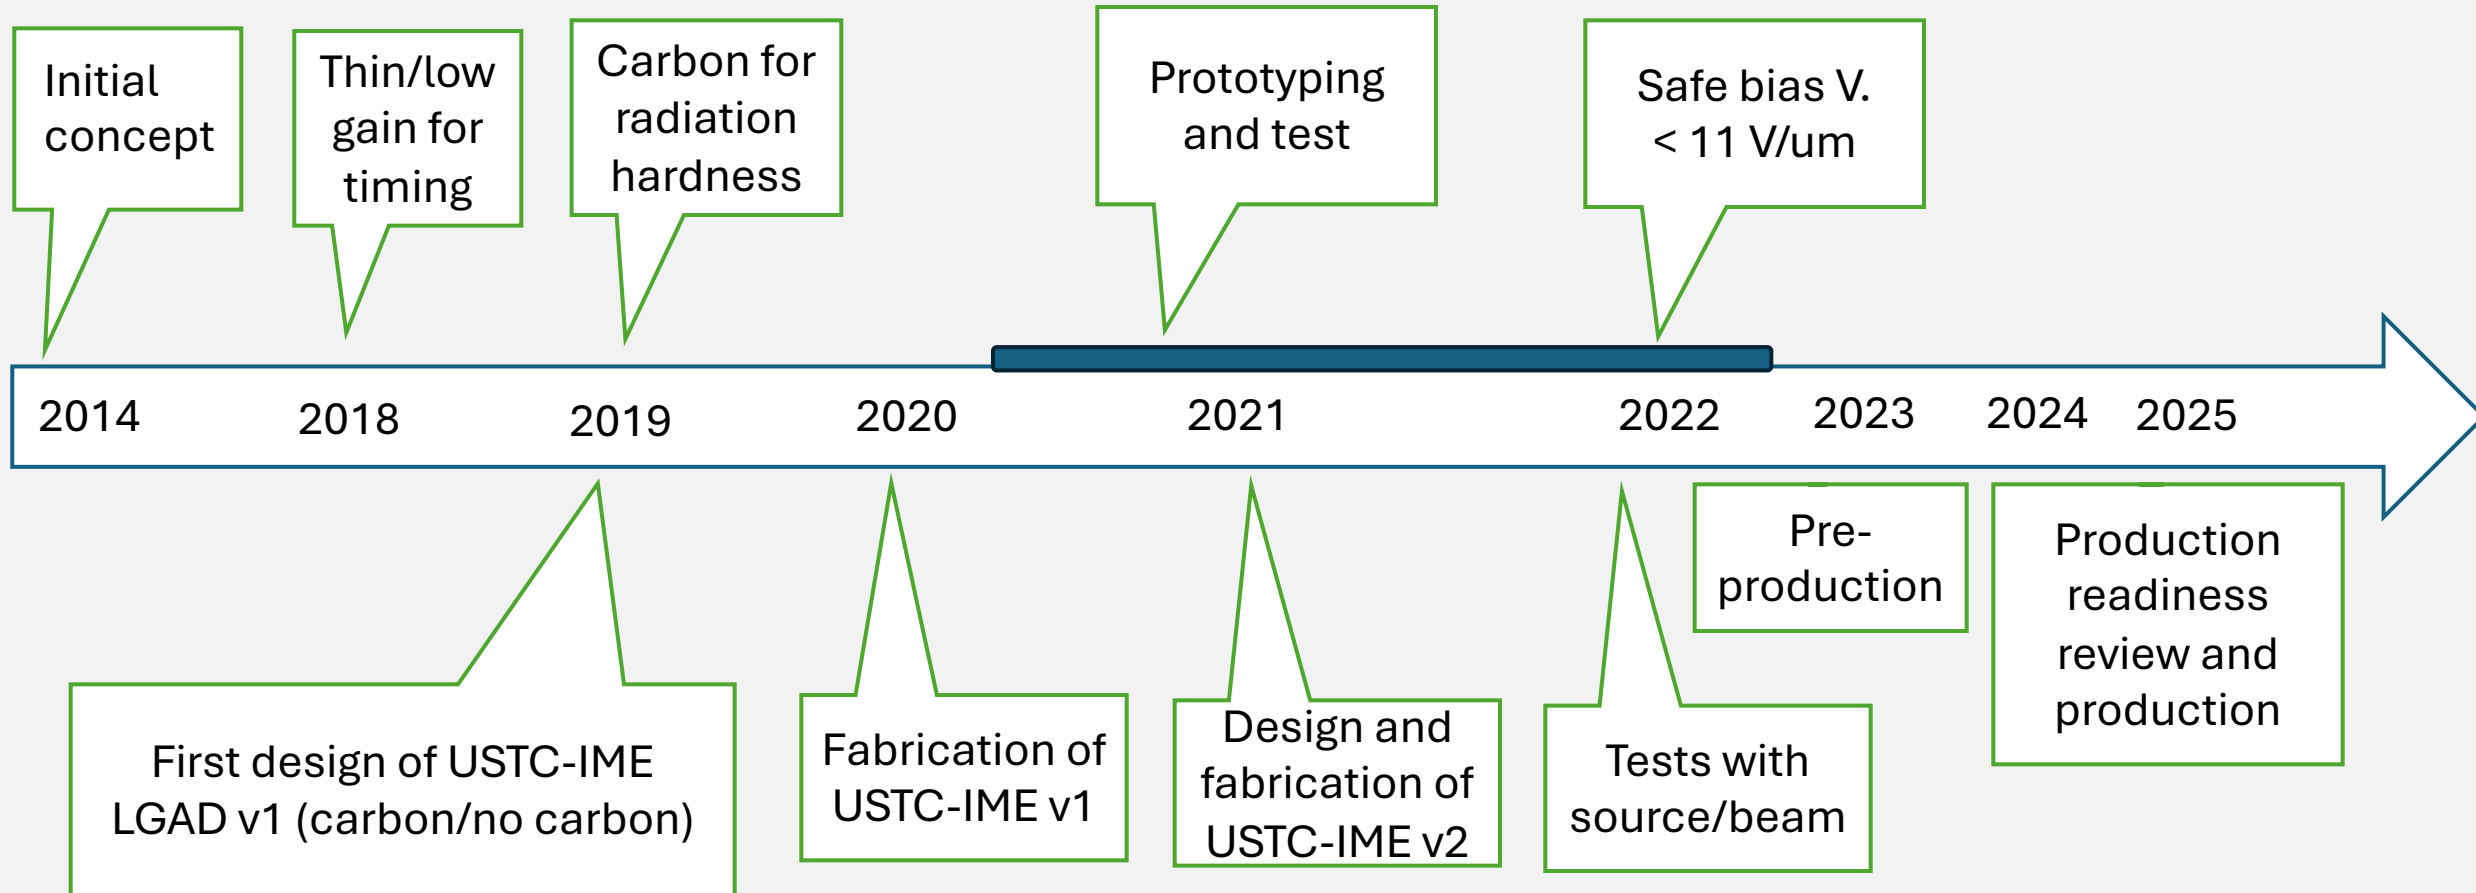 Initial
concept
Thin/low
gain for
timing
Carbon for
radiation
hardness
Prototyping
and test
Safe bias V.
< 11 V/um
2014
2018
2019
2020
2021
2022
2023
2024
2025
First design of USTC-IME
LGAD v1 (carbon/no carbon)
Fabrication of
USTC-IME v1
Design and
fabrication of
USTC-IME v2
Tests with
source/beam
Pre-
production
Production
readiness
review and
production